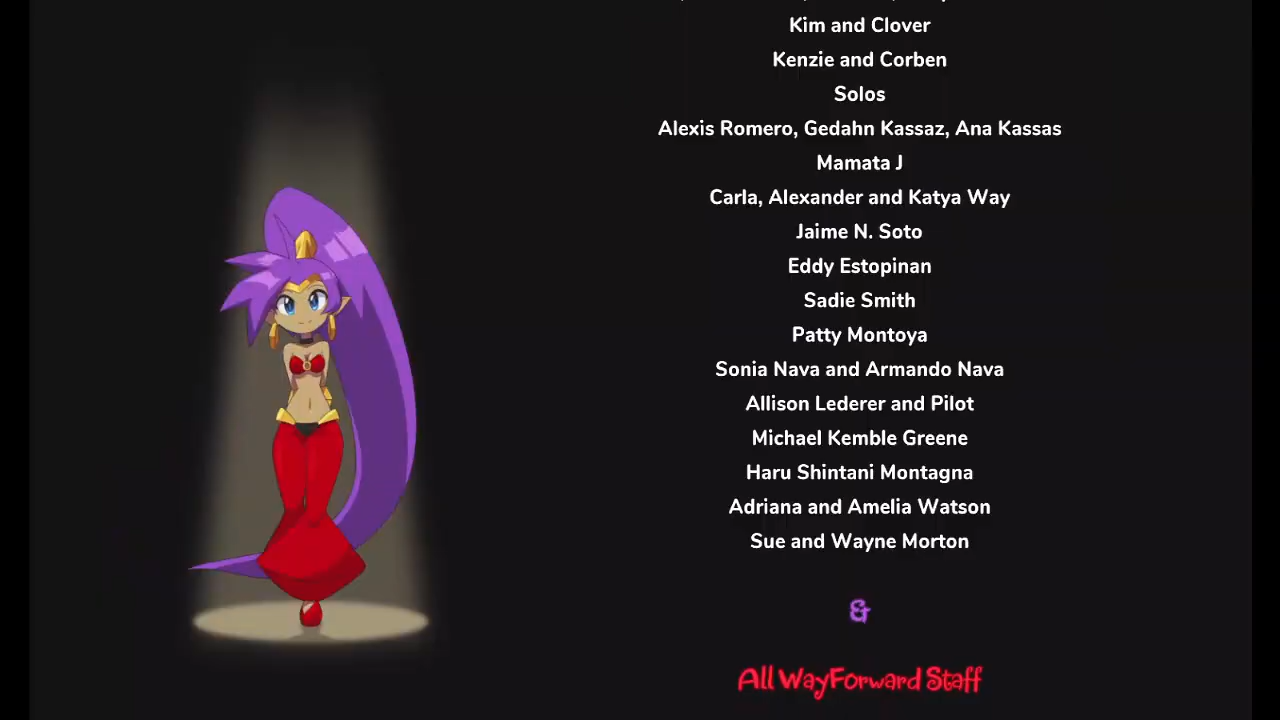 Kim and Clover
Kenzie and Corben
Solos
Alexis Romero, Gedahn Kassaz, Ana Kassas
Mamata J
Carla, Alexander and Katya Way
Jaime N. Soto
Eddy Estopinan
Sadie Smith
Patty Montoya
Sonia Nava and Armando Nava
Allison Lederer and Pilot
Michael Kemble Greene
Haru Shintani Montagna
Adriana and Amelia Watson
Sue and Wayne Morton
&
All WayForward Staff